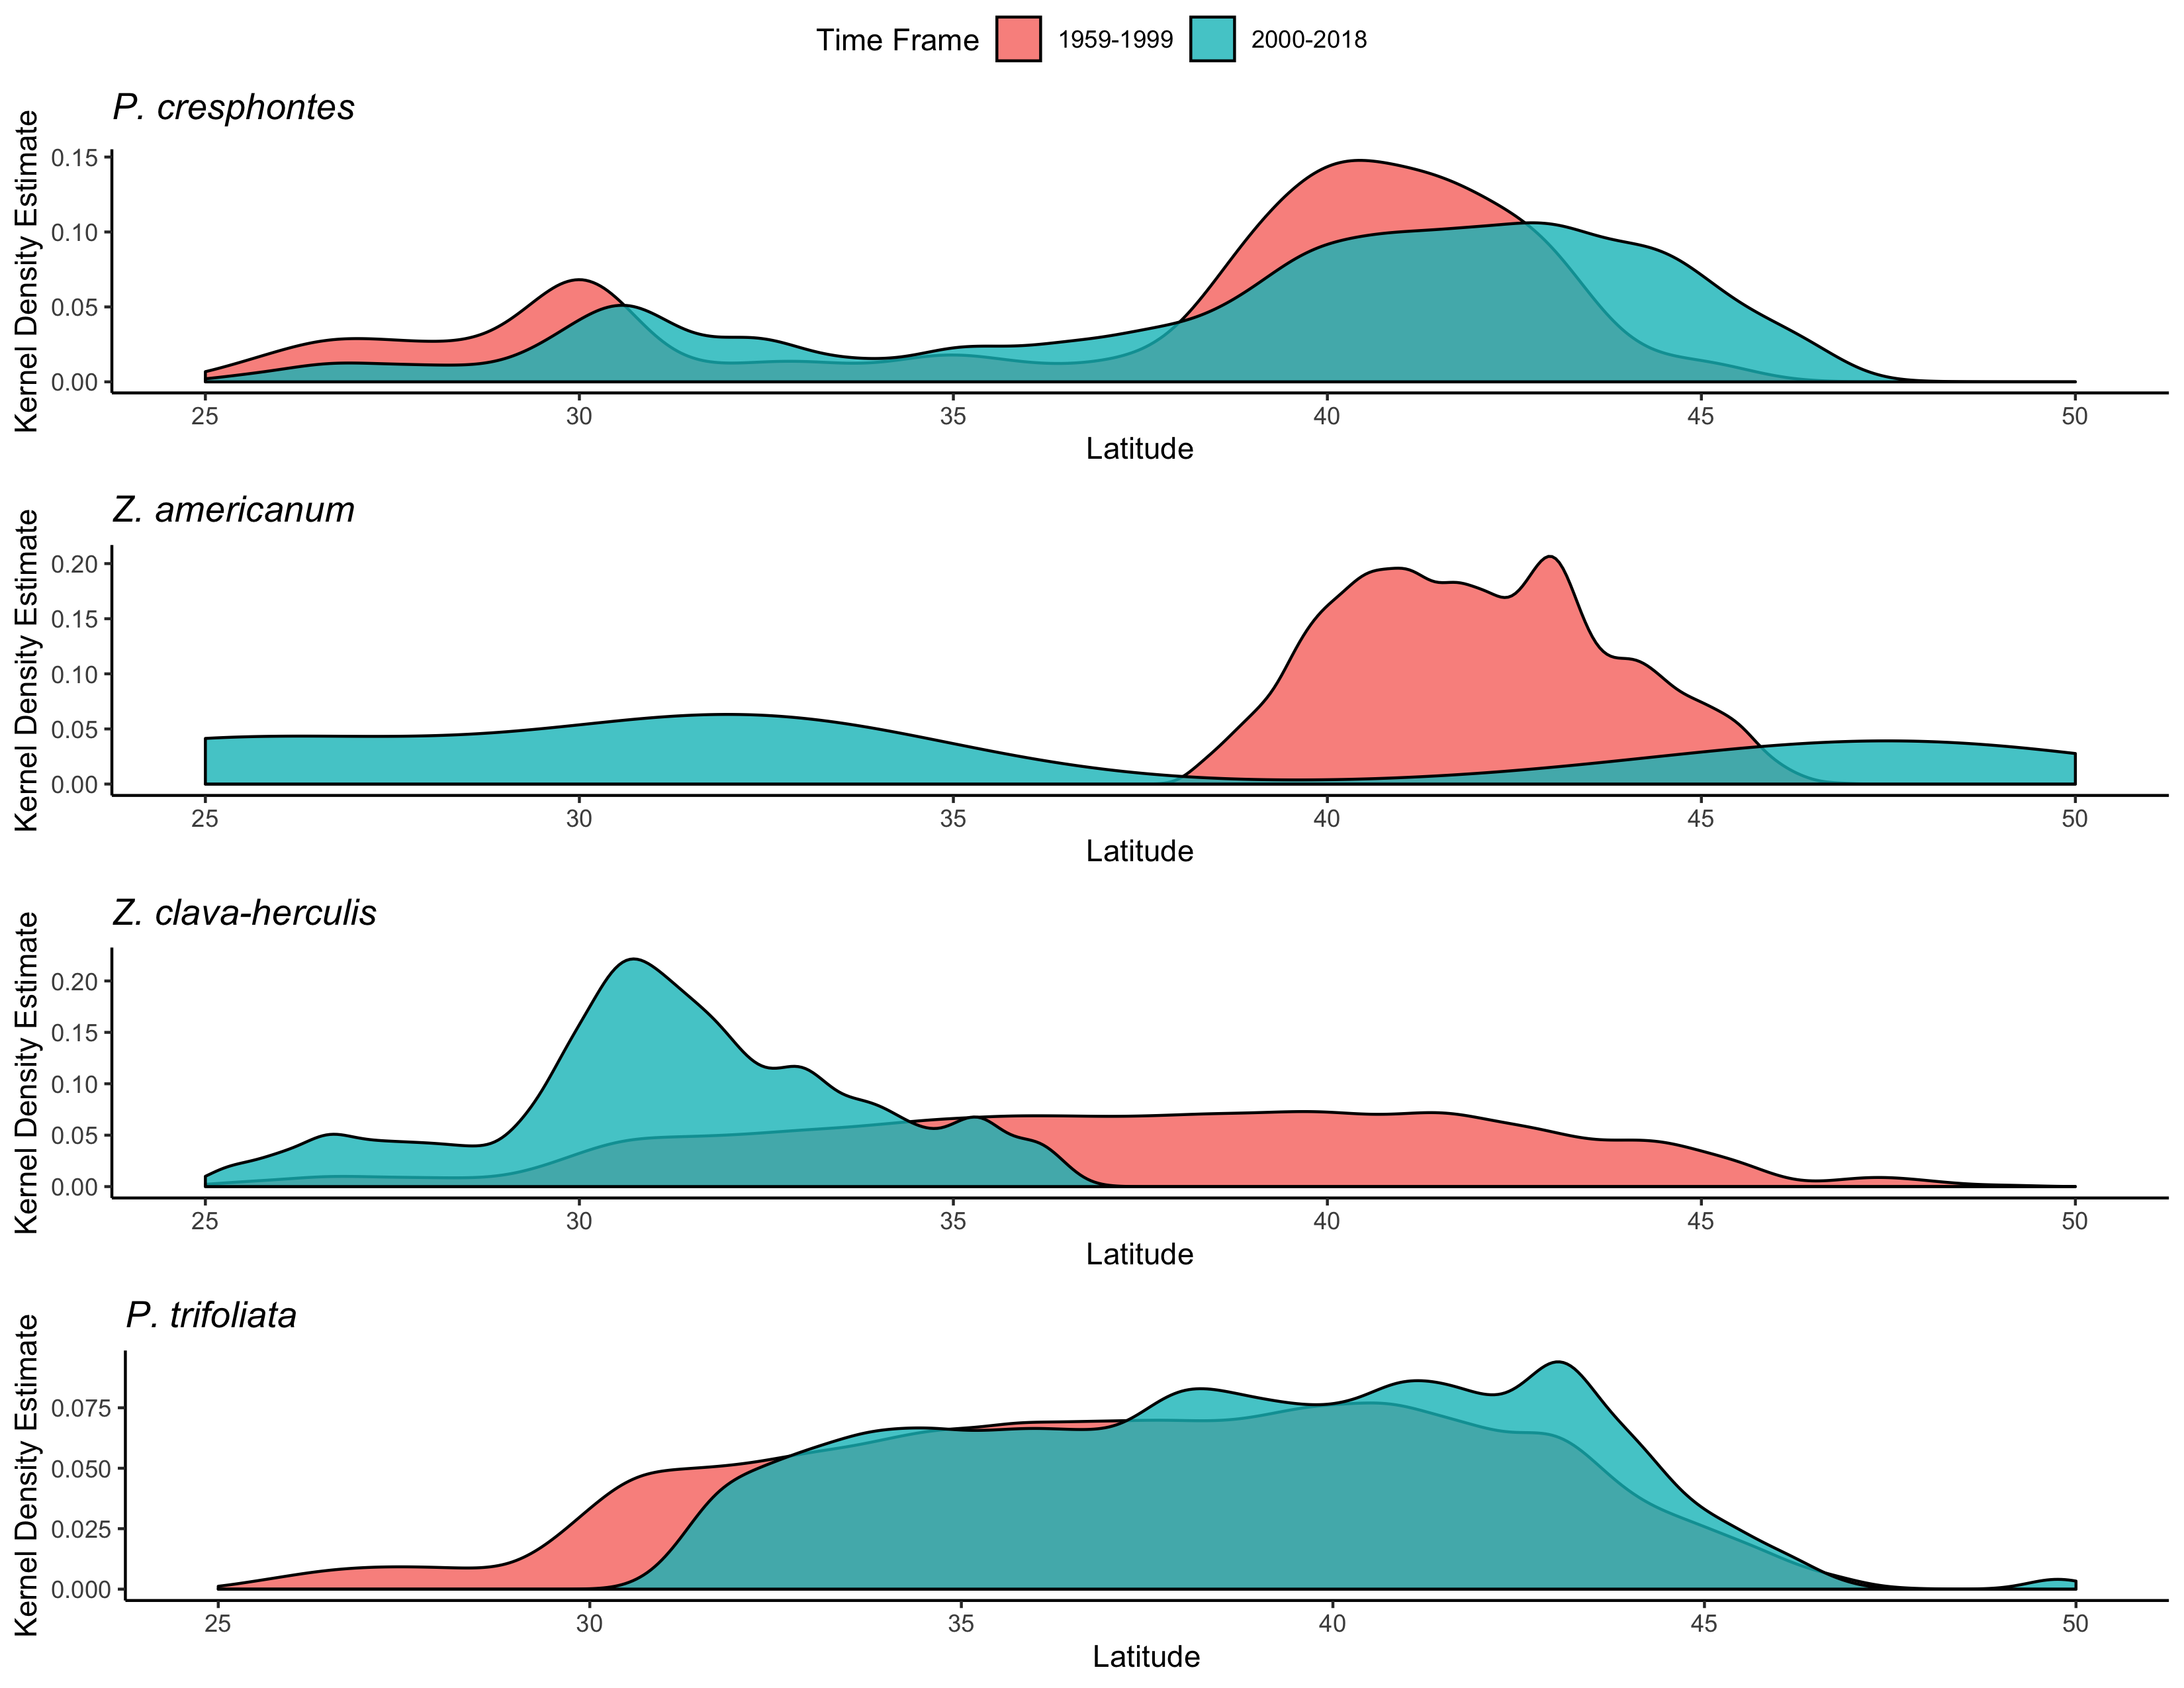 Time Frame 1959-1999 2000-2018
P. cresphontes
Kernel Density Estimate
0.15
0.10
0.05
0.00
25 30 35 40 45 50
Latitude
Z. americanum
Kernel Density Estimate
0.20
0.15
0.10
0.05
0.00
25 30 35 40 45 50
Latitude
Z. clava-herculis
Kernel Density Estimate
0.20
0.15
0.10
0.05
0.00
25 30 35 40 45 50
Latitude
P. trifoliata
Kernel Density Estimate
0.075
0.050
0.025
0.000
25 30 35 40 45 50
Latitude